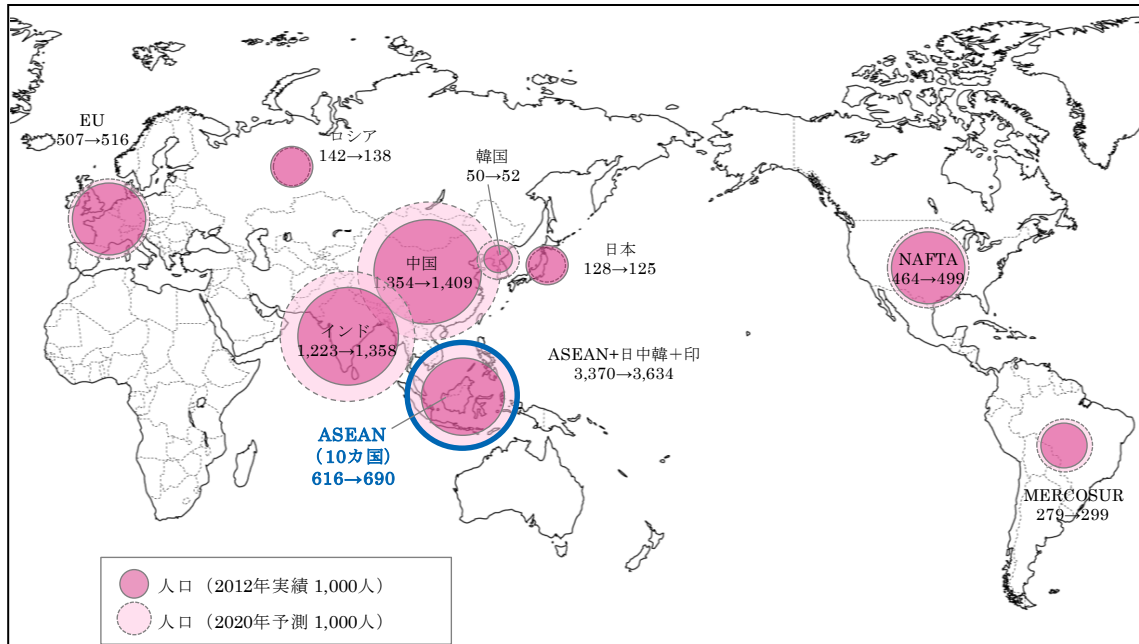 EU
507→516
ロシア
142→138
韓国
50→52
日本
128→125
中国
1,354→1,409
インド
1,223→1,358
ASEAN+日中韓＋印
3,370→3,634
ASEAN
（10カ国）
616→690
NAFTA
464→499
MERCOSUR
279→299
人口（2012年実績 1,000人）
人口（2020年予測 1,000人）